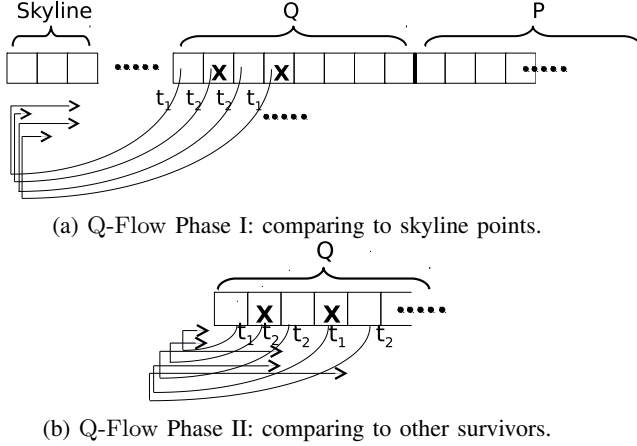 Skyline Q P
X X
t₁ t₂ t₂ t₁
(a) Q-Flow Phase I: comparing to skyline points.
Q
X X
t₁ t₂ t₂ t₁ t₂
(b) Q-Flow Phase II: comparing to other survivors.